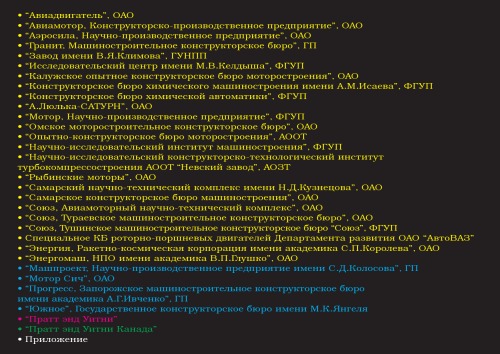 • “Авиадвигатель”, ОАО
• “Авиамотор, Конструкторско-производственное предприятие”, ОАО
• “Аэросила, Научно-производственное предприятие”, ОАО
• “Гранит, Машиностроительное конструкторское бюро”, ГП
• “Завод имени В.Я.Климова”, ГУНПП
• “Исследовательский центр имени М.В.Келдыша”, ФГУП
• “Калужское опытное конструкторское бюро моторостроения”, ОАО
• “Конструкторское бюро химического машиностроения имени А.М.Исаева”, ФГУП
• “Конструкторское бюро химической автоматики”, ФГУП
• “А.Люлька-САТУРН”, ОАО
• “Мотор, Научно-производственное предприятие”, ФГУП
• “Омское моторостроительное конструкторское бюро”, ОАО
• “Опытно-конструкторское бюро моторостроения”, АООТ
• “Научно-исследовательский институт машиностроения”, ФГУП
• “Научно-исследовательский конструкторско-технологический институт
турбокомпрессостроения АООТ “Невский завод”, АОЗТ
• “Рыбинские моторы”, ОАО
• “Самарский научно-технический комплекс имени Н.Д.Кузнецова”, ОАО
• “Самарское конструкторское бюро машиностроения”, ОАО
• “Союз, Авиамоторный научно-технический комплекс”, ОАО
• “Союз, Тураевское машиностроительное конструкторское бюро”, ОАО
• “Союз, Тушинское машиностроительное конструкторское бюро “Союз”, ФГУП
• Специальное КБ роторно-поршневых двигателей Департамента развития ОАО “АвтоВАЗ”
• “Энергия, Ракетно-космическая корпорация имени академика С.П.Королева”, ОАО
• “Энергомаш, НПО имени академика В.П.Глушко”, ОАО
• “Машпроект, Научно-производственное предприятие имени С.Д.Колосова”, ГП
• “Мотор Сич”, ОАО
• “Прогресс, Запорожское машиностроительное конструкторское бюро
имени академика А.Г.Ивченко”, ГП
• “Южное”, Государственное конструкторское бюро имени М.К.Янгеля
• “Пратт энд Уитни”
• “Пратт энд Уитни Канада”
• Приложение